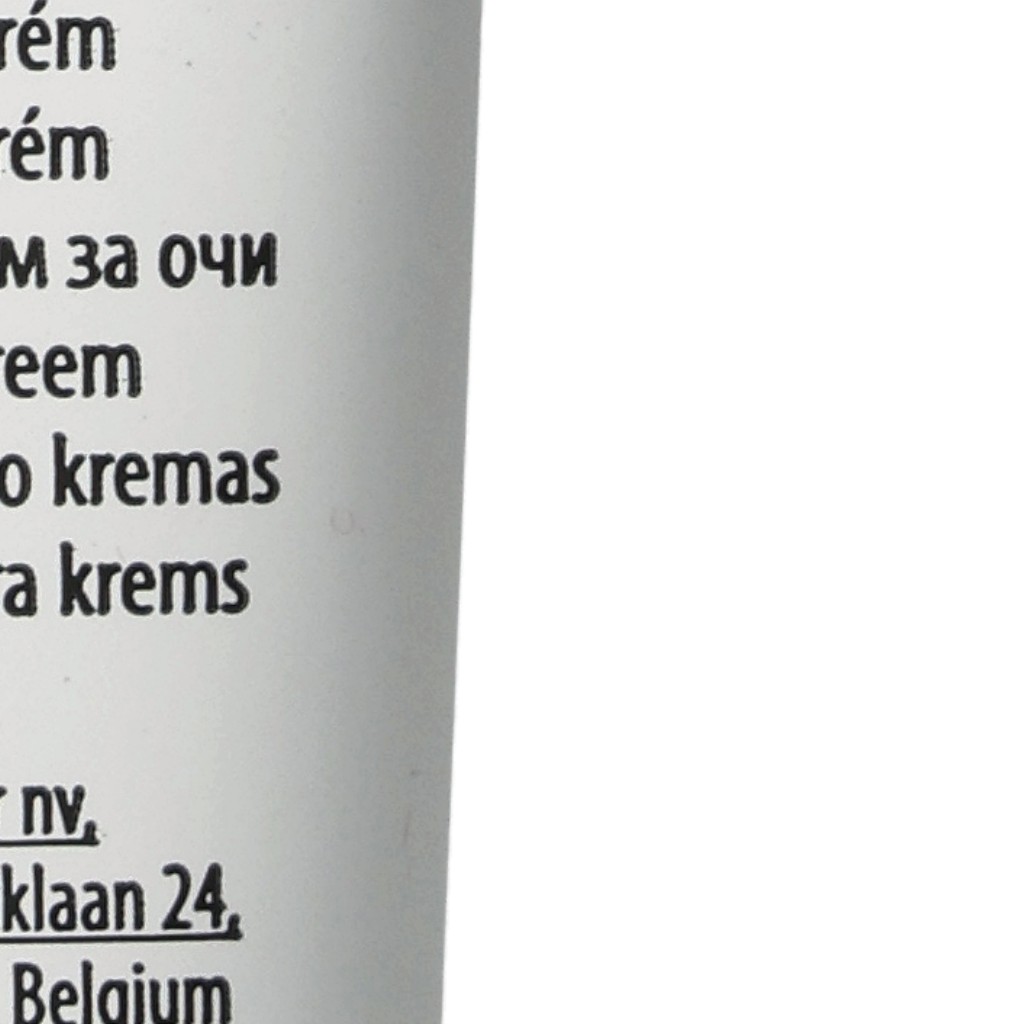 rém
rém
м за очи
reem
o kremas
ra krems
nv,
klaan 24,
Belgium